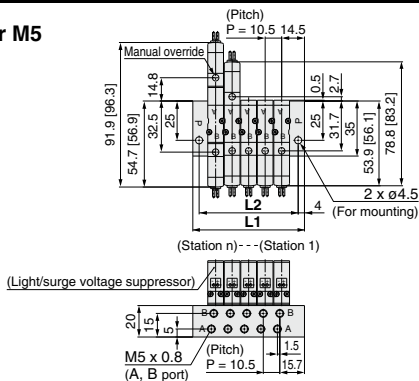 r M5
(Pitch)
P = 10.5
14.5
Manual override
0.5
2.7
14.8
91.9 [96.3]
54.7 [56.9]
32.5
25
P
P
A A A A A
B B B B B
25
31.7
35
53.9 [56.1]
78.8 [83.2]
2 x ø4.5
(For mounting)
L2
4
L1
(Station n)---(Station 1)
(Light/surge voltage suppressor)
20
15
5
B
B
A
A
M5 x 0.8
(A, B port)
(Pitch)
P = 10.5
1.5
15.7